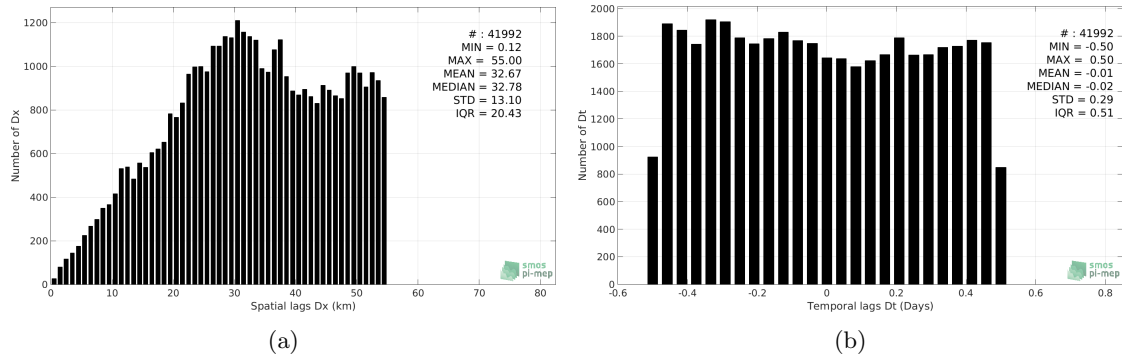 1200
1000
800
600
400
200
0
Number of Dx
# : 41992
MIN = 0.12
MAX = 55.00
MEAN = 32.67
MEDIAN = 32.78
STD = 13.10
IQR = 20.43
smos
pi-mep
0 10 20 30 40 50 60 70 80
Spatial lags Dx (km)
(a)
2000
1800
1600
1400
1200
1000
800
600
400
200
0
Number of Dt
# : 41992
MIN = -0.50
MAX = 0.50
MEAN = -0.01
MEDIAN = -0.02
STD = 0.29
IQR = 0.51
smos
pi-mep
-0.6 -0.4 -0.2 0 0.2 0.4 0.6 0.8
Temporal lags Dt (Days)
(b)